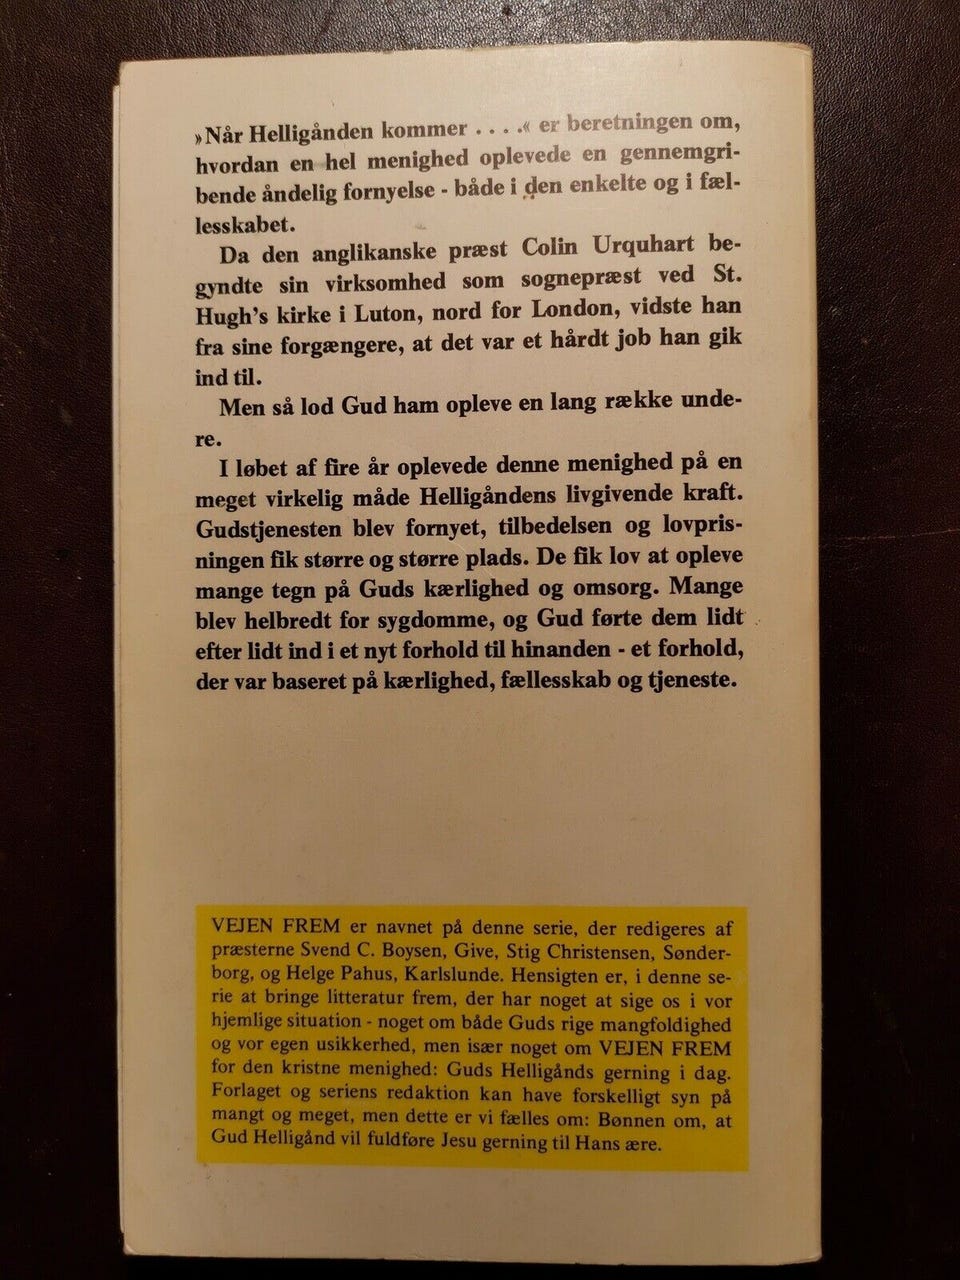 »Når Helligånden kommer . . . .« er beretningen om,
hvordan en hel menighed oplevede en gennemgri-
bende åndelig fornyelse - både i den enkelte og i fæl-
lesskabet.
Da den anglikanske præst Colin Urquhart be-
gyndte sin virksomhed som sognepræst ved St.
Hugh's kirke i Luton, nord for London, vidste han
fra sine forgængere, at det var et hårdt job han gik
ind til.
Men så lod Gud ham opleve en lang række unde-
re.
I løbet af fire år oplevede denne menighed på en
meget virkelig måde Helligåndens livgivende kraft.
Gudstjenesten blev fornyet, tilbedelsen og lovpris-
ningen fik større og større plads. De fik lov at opleve
mange tegn på Guds kærlighed og omsorg. Mange
blev helbredt for sygdomme, og Gud førte dem lidt
efter lidt ind i et nyt forhold til hinanden - et forhold,
der var baseret på kærlighed, fællesskab og tjeneste.
VEJEN FREM er navnet på denne serie, der redigeres af
præsterne Svend C. Boysen, Give, Stig Christensen, Sønder-
borg, og Helge Pahus, Karlslunde. Hensigten er, i denne se-
rie at bringe litteratur frem, der har noget at sige os i vor
hjemlige situation - noget om både Guds rige mangfoldighed
og vor egen usikkerhed, men især noget om VEJEN FREM
for den kristne menighed: Guds Helligånds gerning i dag.
Forlaget og seriens redaktion kan have forskelligt syn på
mangt og meget, men dette er vi fælles om: Bønnen om, at
Gud Helligånd vil fuldføre Jesu gerning til Hans ære.